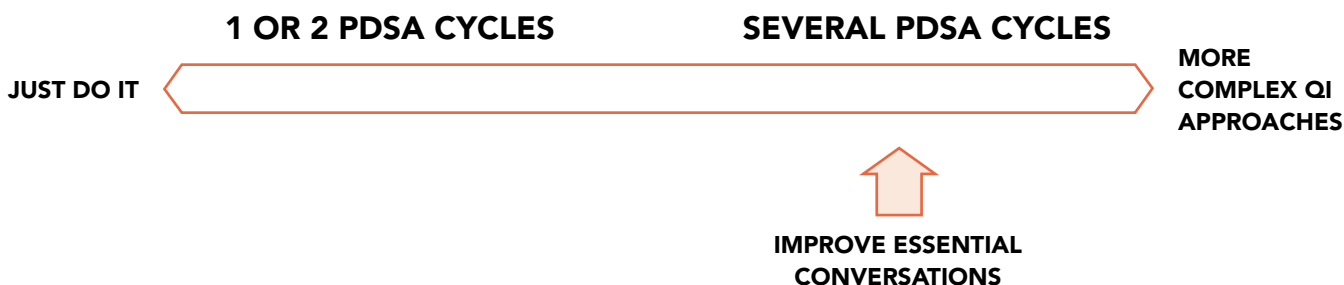 1 OR 2 PDSA CYCLES
SEVERAL PDSA CYCLES
JUST DO IT
MORE
COMPLEX QI
APPROACHES
IMPROVE ESSENTIAL
CONVERSATIONS